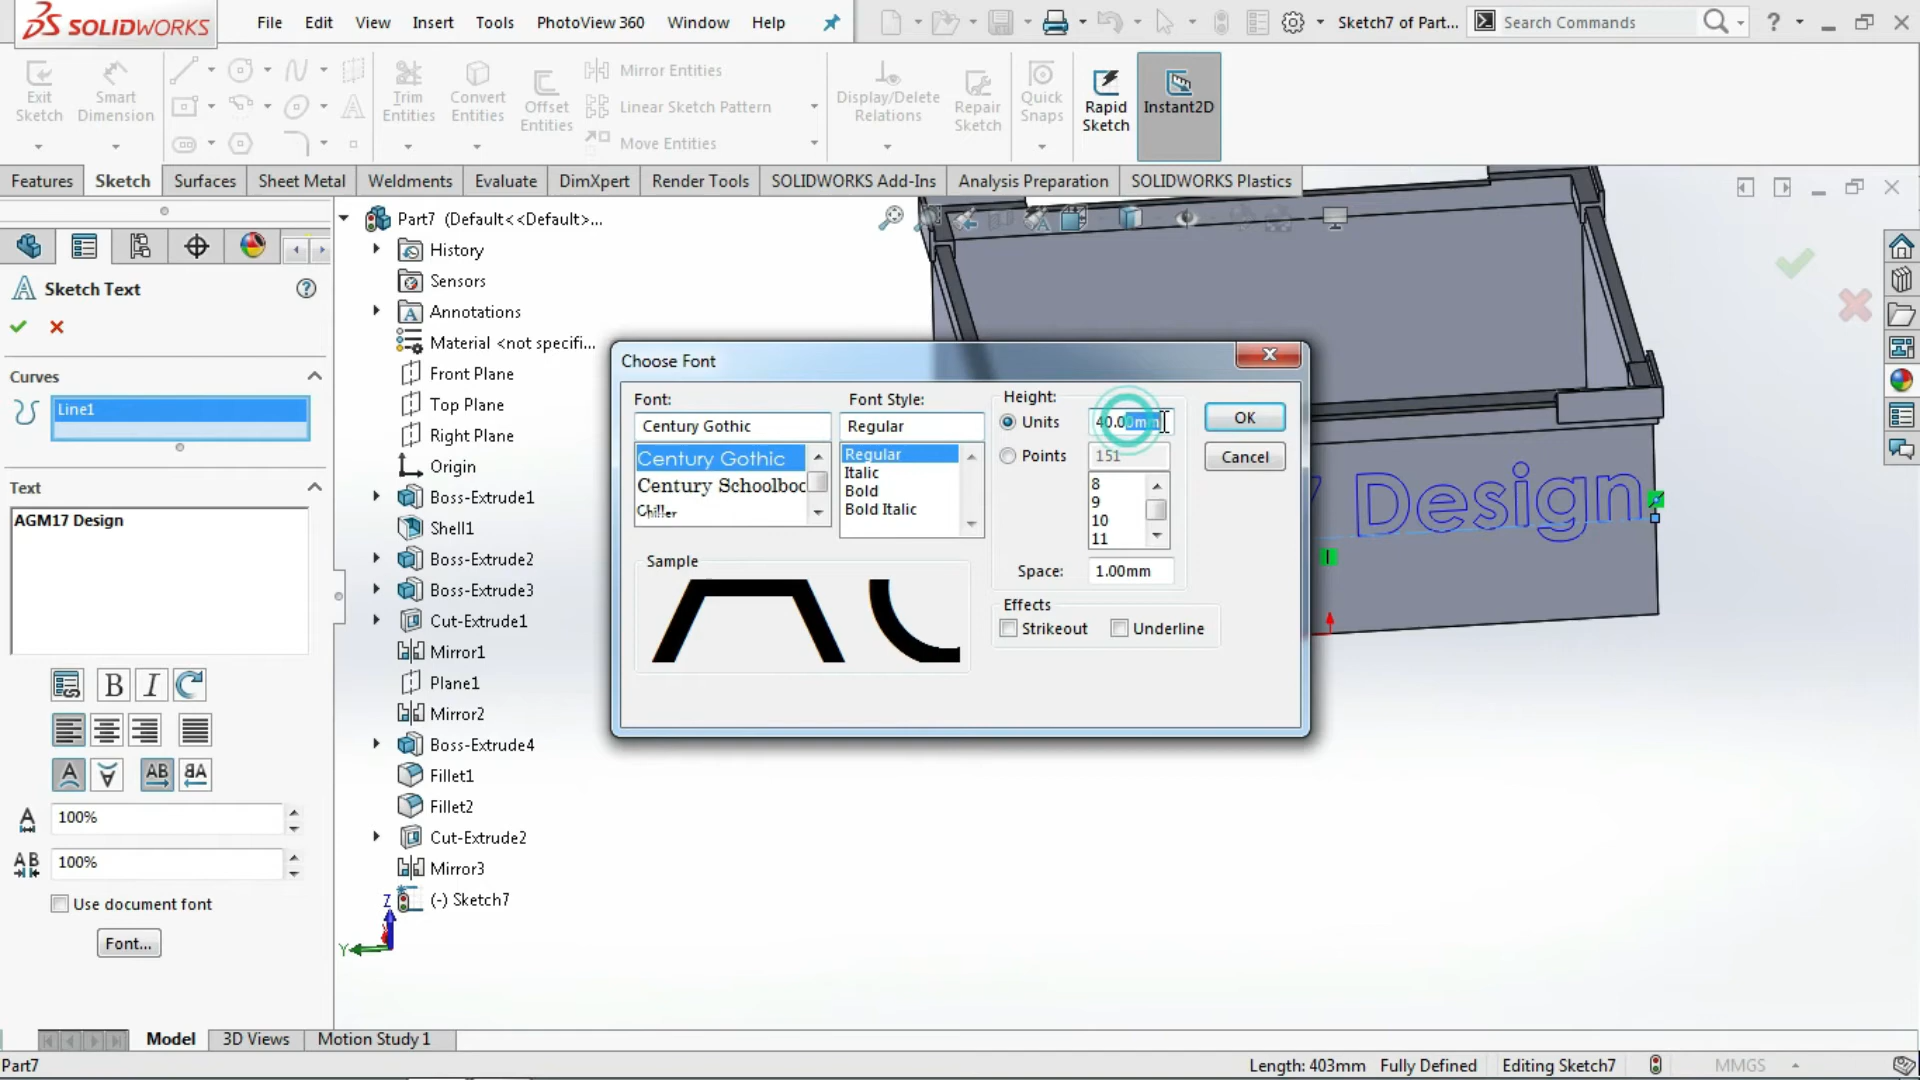 SOLIDWORKS
File Edit View Insert Tools PhotoView 360 Window Help
Sketch7 of Part...
Search Commands
Exit Sketch
Smart Dimension
Trim Entities
Convert Entities
Offset Entities
Mirror Entities
Linear Sketch Pattern
Move Entities
Display/Delete Relations
Repair Sketch
Quick Snaps
Rapid Sketch
Instant2D
Features Sketch Surfaces Sheet Metal Weldments Evaluate DimXpert Render Tools SOLIDWORKS Add-Ins Analysis Preparation SOLIDWORKS Plastics
Sketch Text
Curves
Line1
Text
AGM17 Design
B I
AB
100%
AB
100%
Use document font
Font...
Part7 (Default<<Default>...
History
Sensors
Annotations
Material <not specifi...
Front Plane
Top Plane
Right Plane
Origin
Boss-Extrude1
Shell1
Boss-Extrude2
Boss-Extrude3
Cut-Extrude1
Mirror1
Plane1
Mirror2
Boss-Extrude4
Fillet1
Fillet2
Cut-Extrude2
Mirror3
(-) Sketch7
Z
Y
Choose Font
Font:
Century Gothic
Century Gothic
Century Schoolboo
Chiller
Font Style:
Regular
Regular
Italic
Bold
Bold Italic
Height:
Units 40.00mm
Points 151
8
9
10
11
Space: 1.00mm
OK
Cancel
Sample
Effects
Strikeout Underline
7 Design
Model 3D Views Motion Study 1
Part7
Length: 403mm Fully Defined Editing Sketch7 MMGS